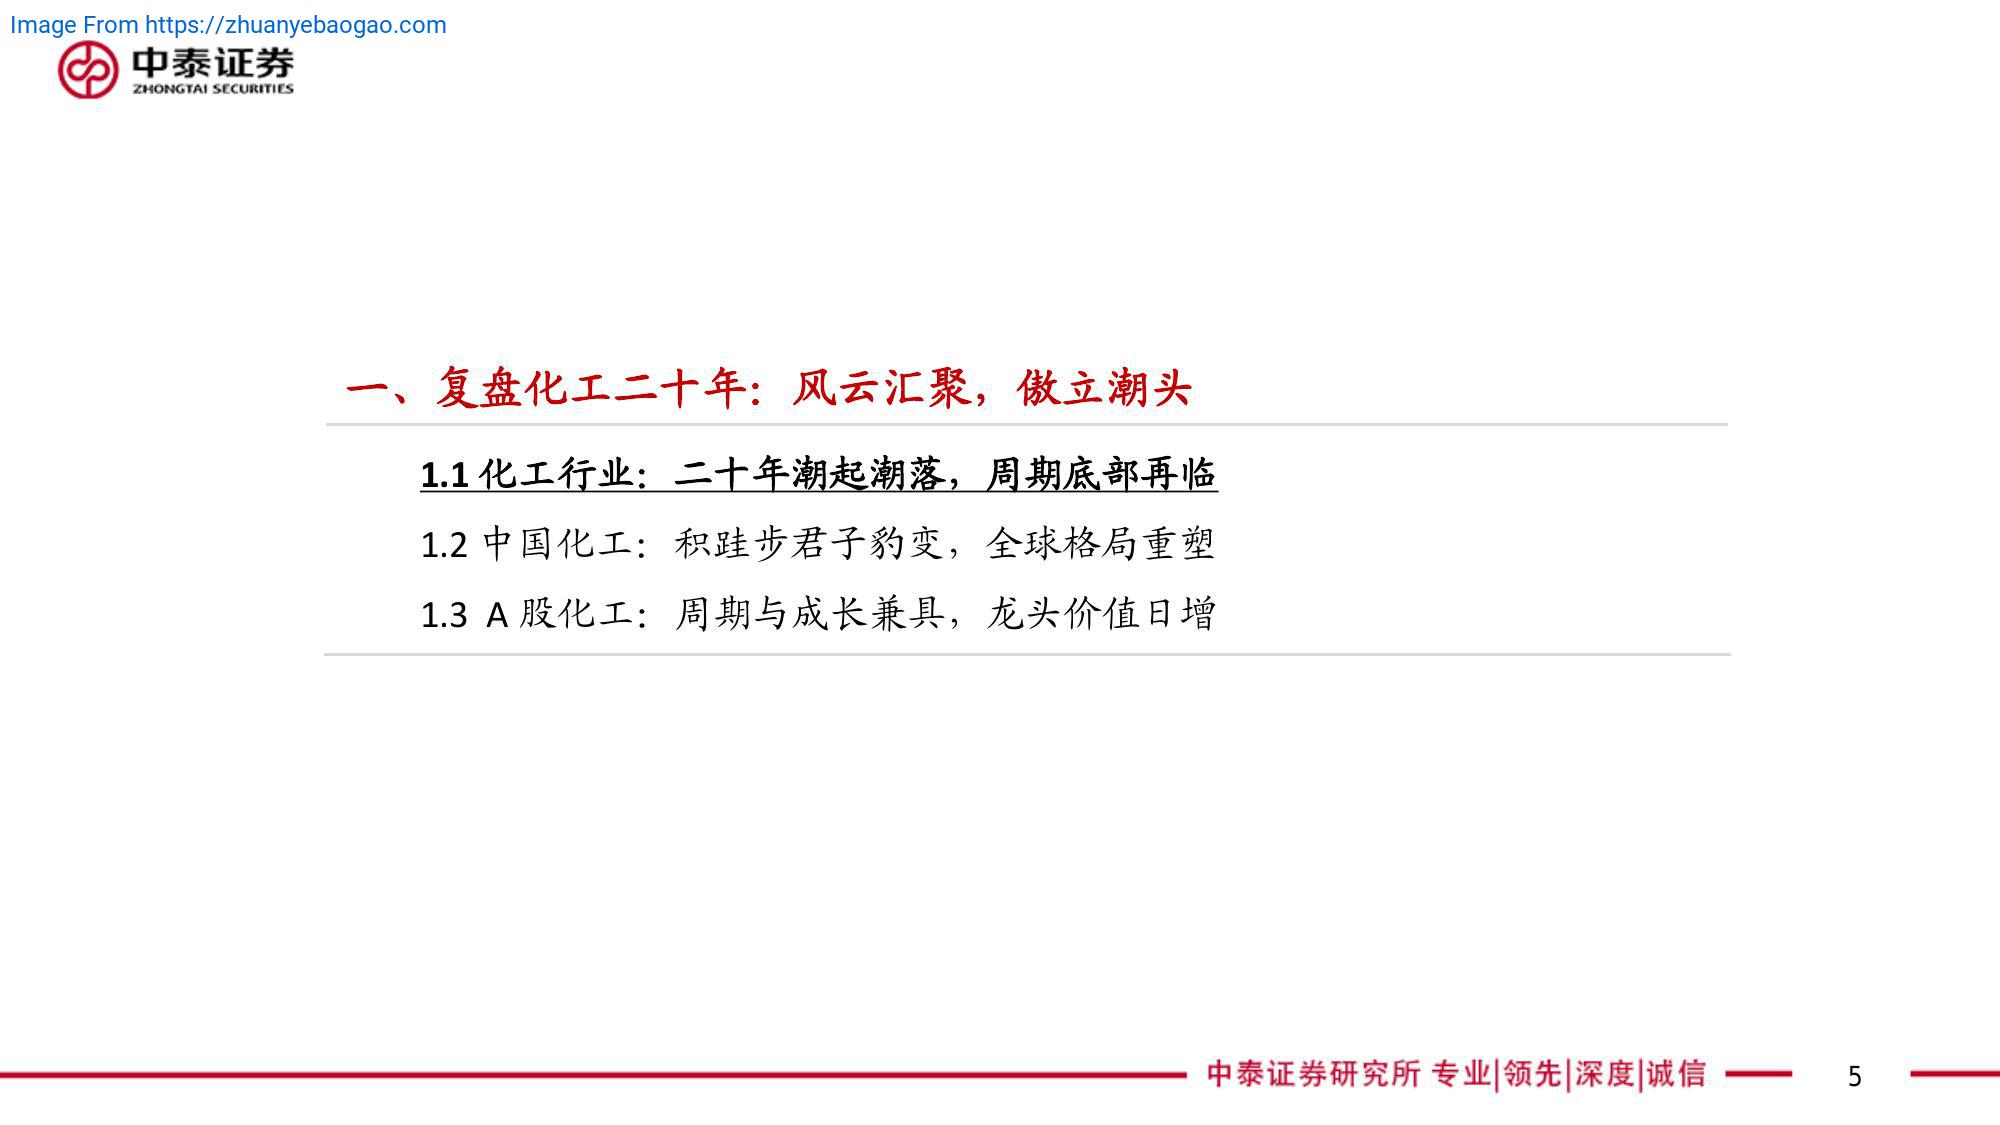 Image From https://zhuanyebaogao.com
中泰证券
ZHONGTAI SECURITIES
一、复盘化工二十年：风云汇聚，傲立潮头
1.1 化工行业：二十年潮起潮落，周期底部再临
1.2 中国化工：积跬步君子豹变，全球格局重塑
1.3 A 股化工：周期与成长兼具，龙头价值日增
中泰证券研究所 专业|领先|深度|诚信
5